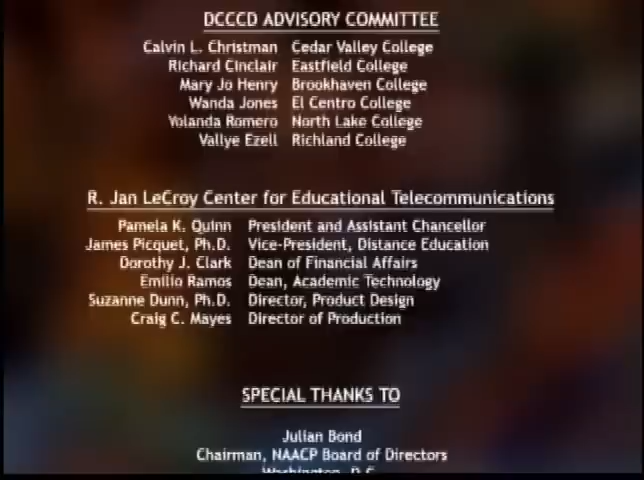 DCCCD ADVISORY COMMITTEE
Calvin L. Christman Cedar Valley College
Richard Cinclair Eastfield College
Mary Jo Henry Brookhaven College
Wanda Jones El Centro College
Yolanda Romero North Lake College
Vallye Ezell Richland College
R. Jan LeCroy Center for Educational Telecommunications
Pamela K. Quinn President and Assistant Chancellor
James Picquet, Ph.D. Vice-President, Distance Education
Dorothy J. Clark Dean of Financial Affairs
Emilio Ramos Dean, Academic Technology
Suzanne Dunn, Ph.D. Director, Product Design
Craig C. Mayes Director of Production
SPECIAL THANKS TO
Julian Bond
Chairman, NAACP Board of Directors
Washington, D.C.